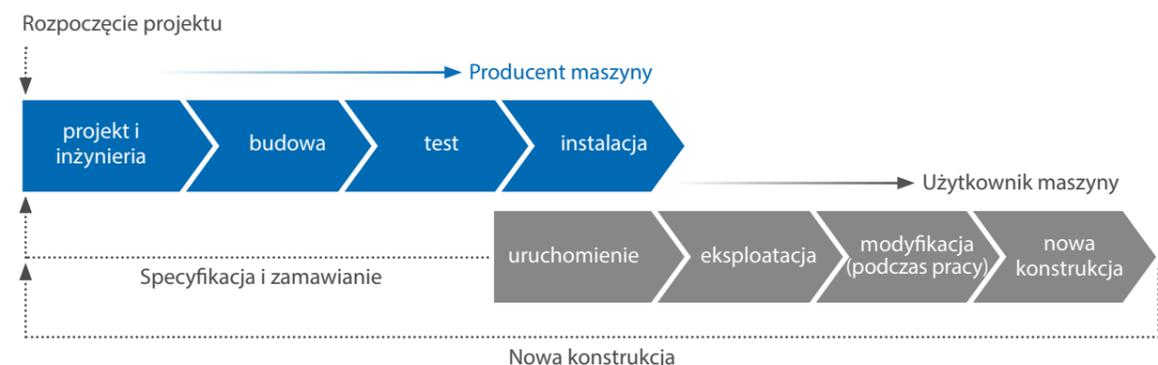 Rozpoczęcie projektu
Producent maszyny
projekt i
inżynieria
budowa
test
instalacja
Użytkownik maszyny
uruchomienie
eksploatacja
modyfikacja
(podczas pracy)
nowa
konstrukcja
Specyfikacja i zamawianie
Nowa konstrukcja